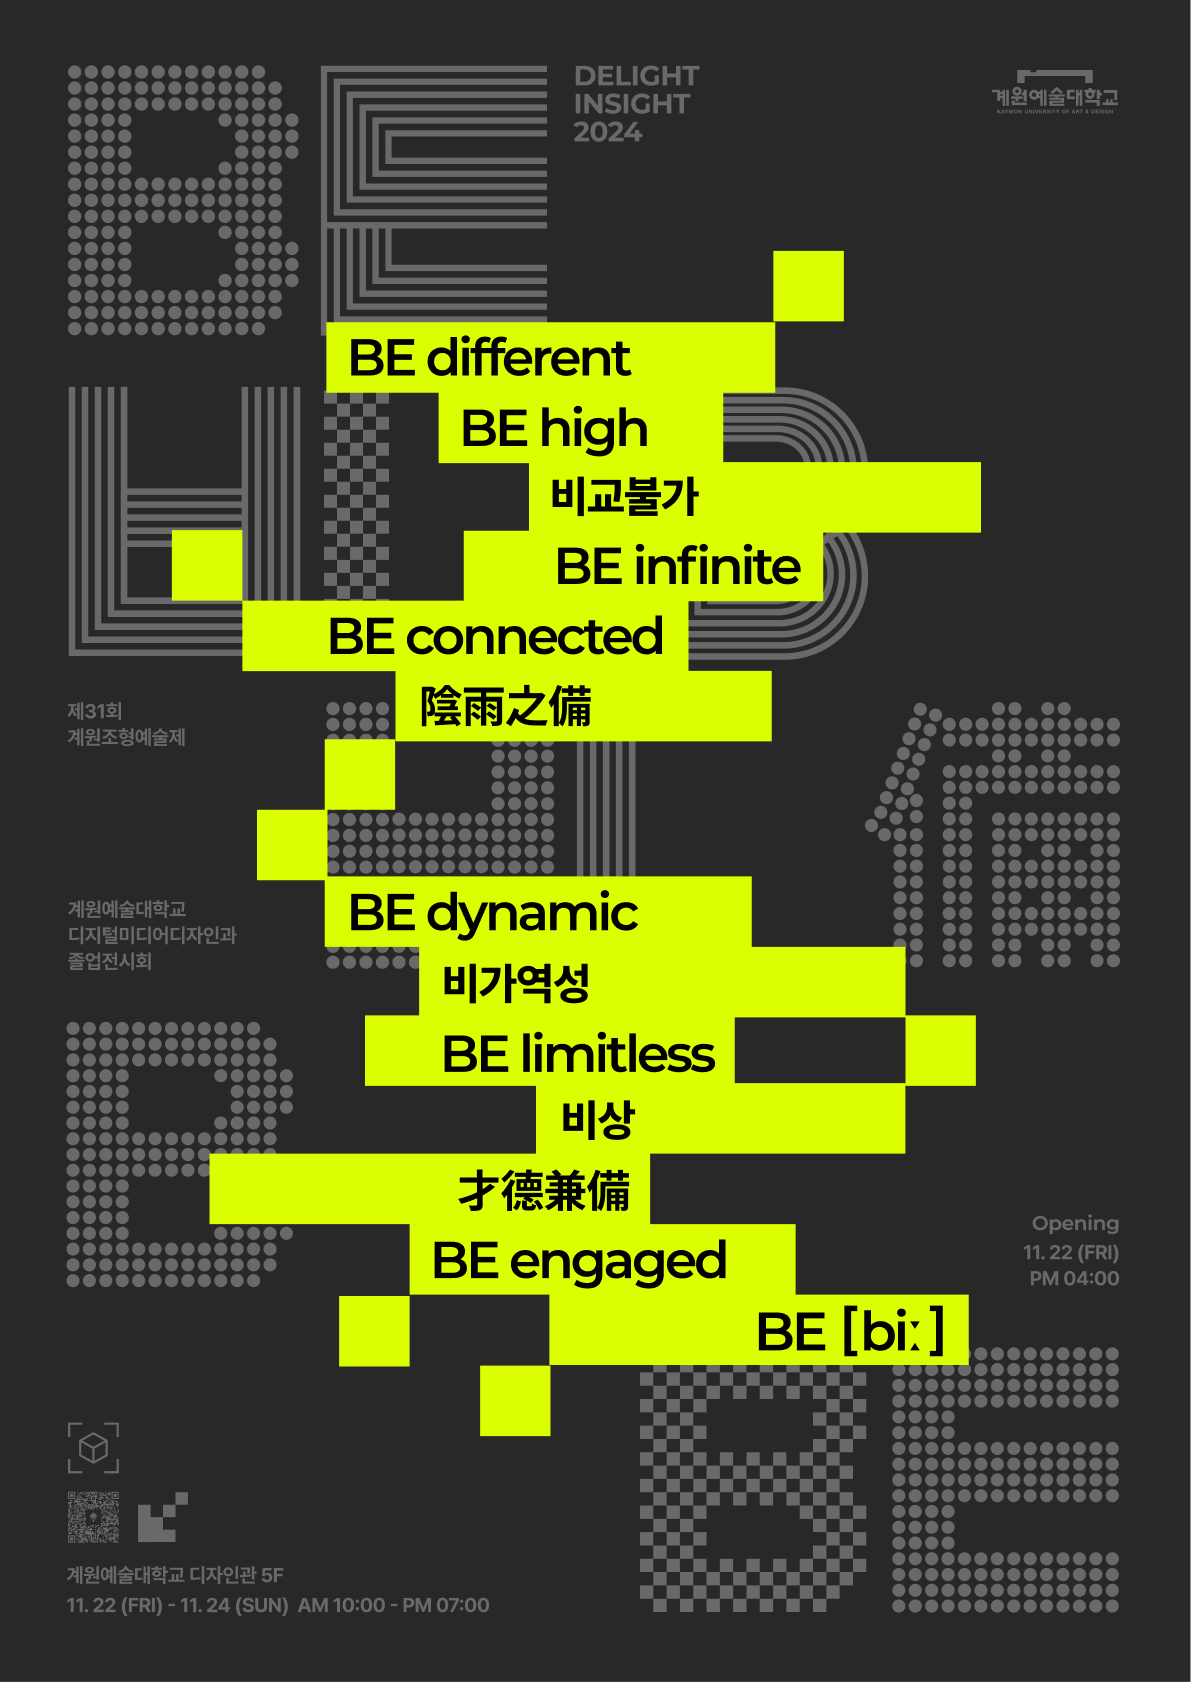 BE
DELIGHT
INSIGHT
2024
계원예술대학교
KAYWON UNIVERSITY OF ART & DESIGN
BE different
BE high
비교불가
BE infinite
BE connected
陰雨之備
제31회
계원조형예술제
備
계원예술대학교
디지털미디어디자인과
졸업전시회
BE dynamic
비가역성
BE limitless
비상
才德兼備
BE engaged
BE [biː]
B
Opening
11. 22 (FRI)
PM 04:00
BE
계원예술대학교 디자인관 5F
11. 22 (FRI) - 11. 24 (SUN) AM 10:00 - PM 07:00